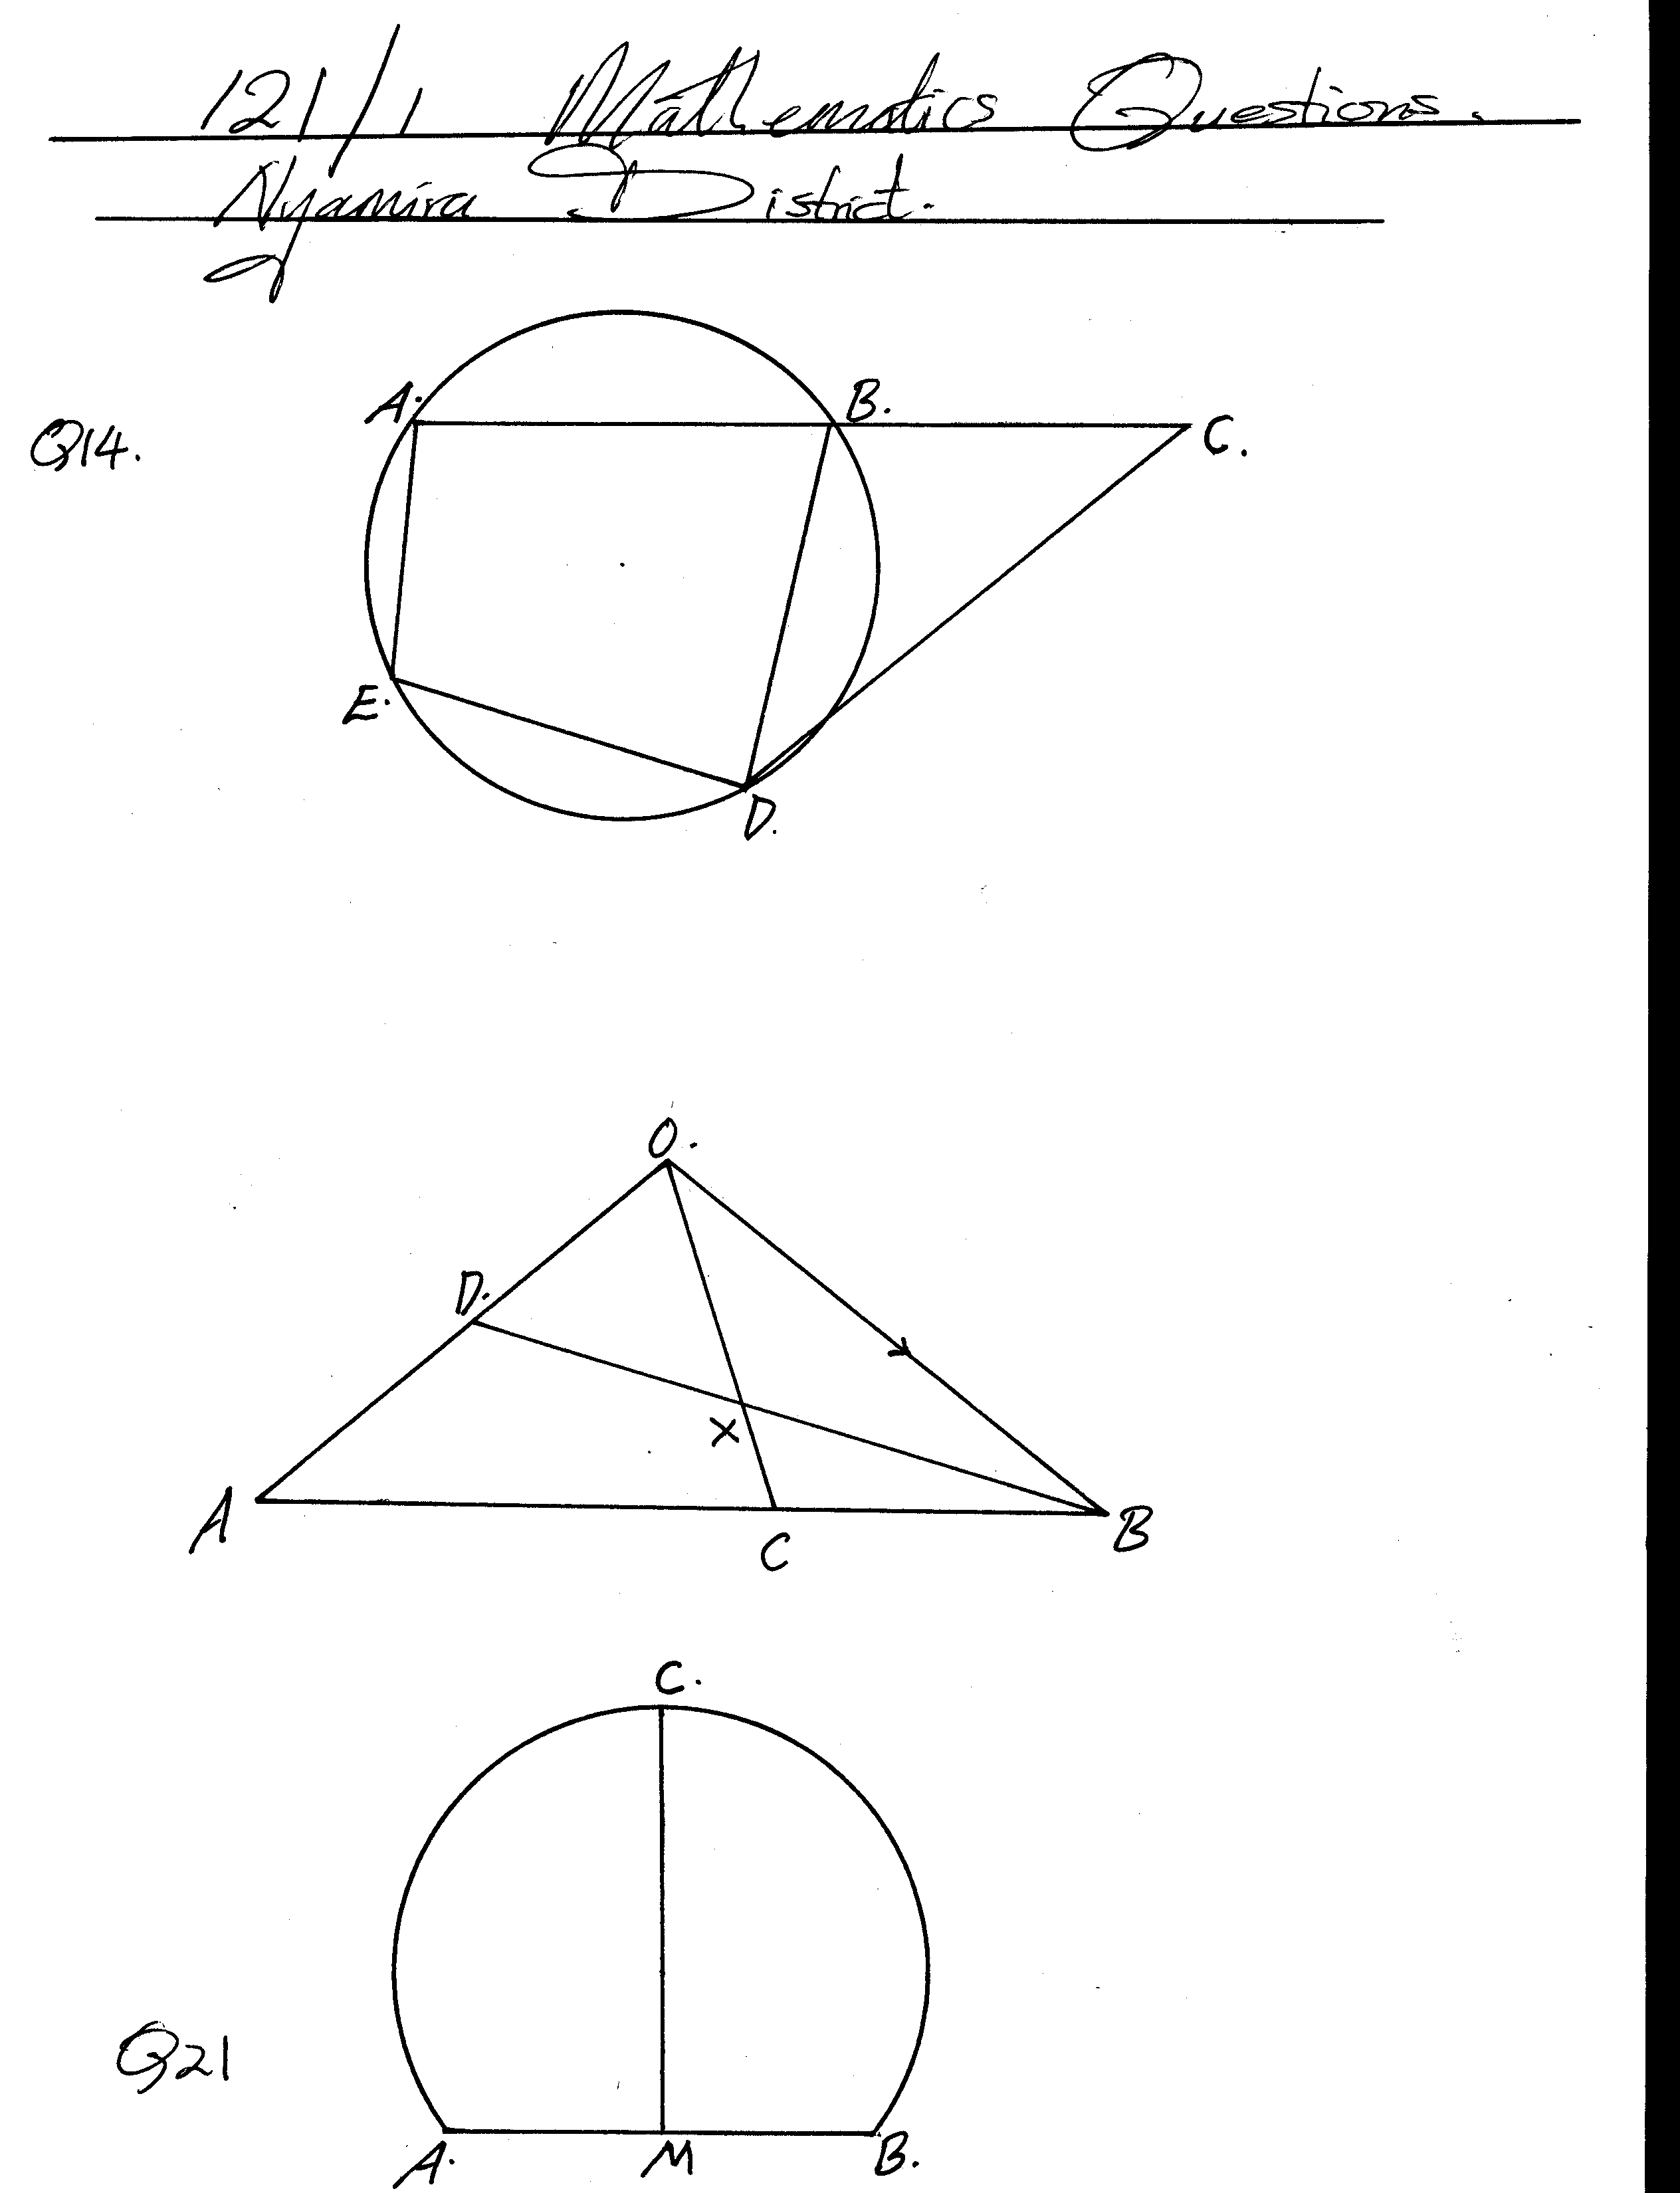 121/1 Mathematics Questions.
Nyamira District.
A. B.
Q14. C.
E.
D.
O.
D.
X
A B
C
C.
Q21
A. M B.